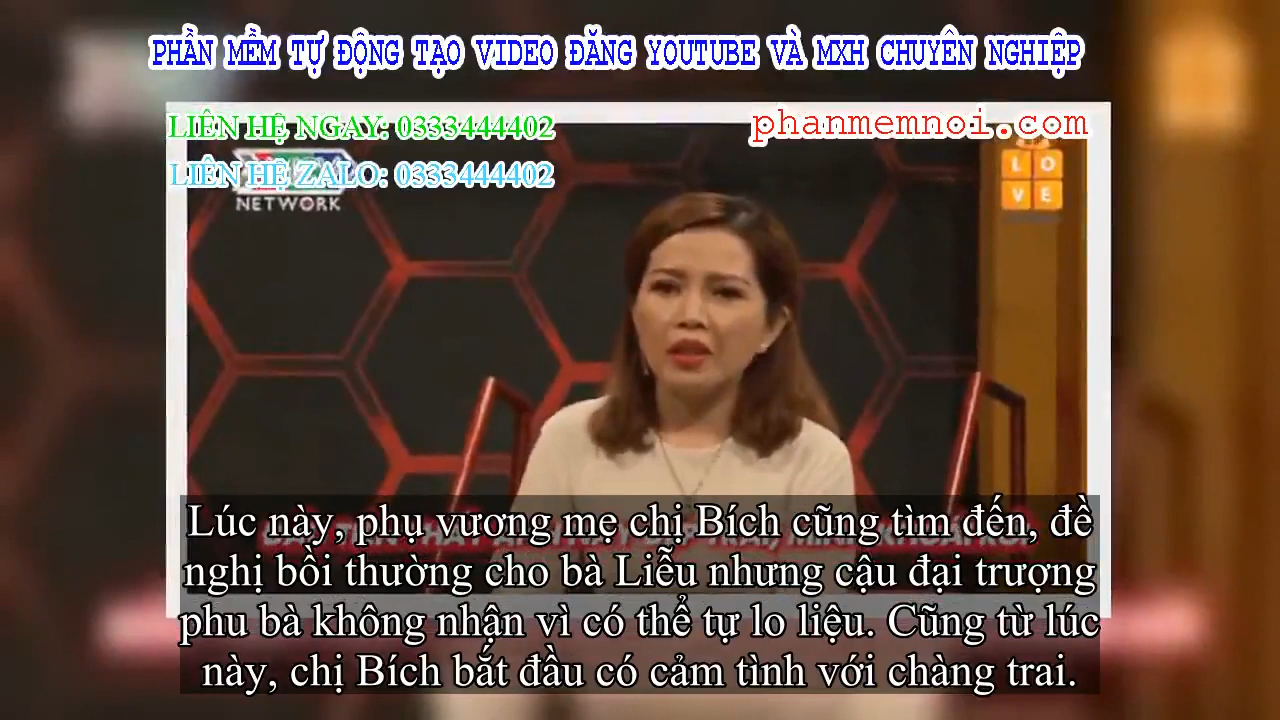 PHẦN MỀM TỰ ĐỘNG TẠO VIDEO ĐĂNG YOUTUBE VÀ MXH CHUYÊN NGHIỆP
LIÊN HỆ NGAY: 0333444402
phanmemnoi.com
LIÊN HỆ ZALO: 0333444402
NETWORK
LO
VE
Lúc này, phụ vương mẹ chị Bích cũng tìm đến, đề
nghị bồi thường cho bà Liễu nhưng cậu đại trượng
phu bà không nhận vì có thể tự lo liệu. Cũng từ lúc
này, chị Bích bắt đầu có cảm tình với chàng trai.